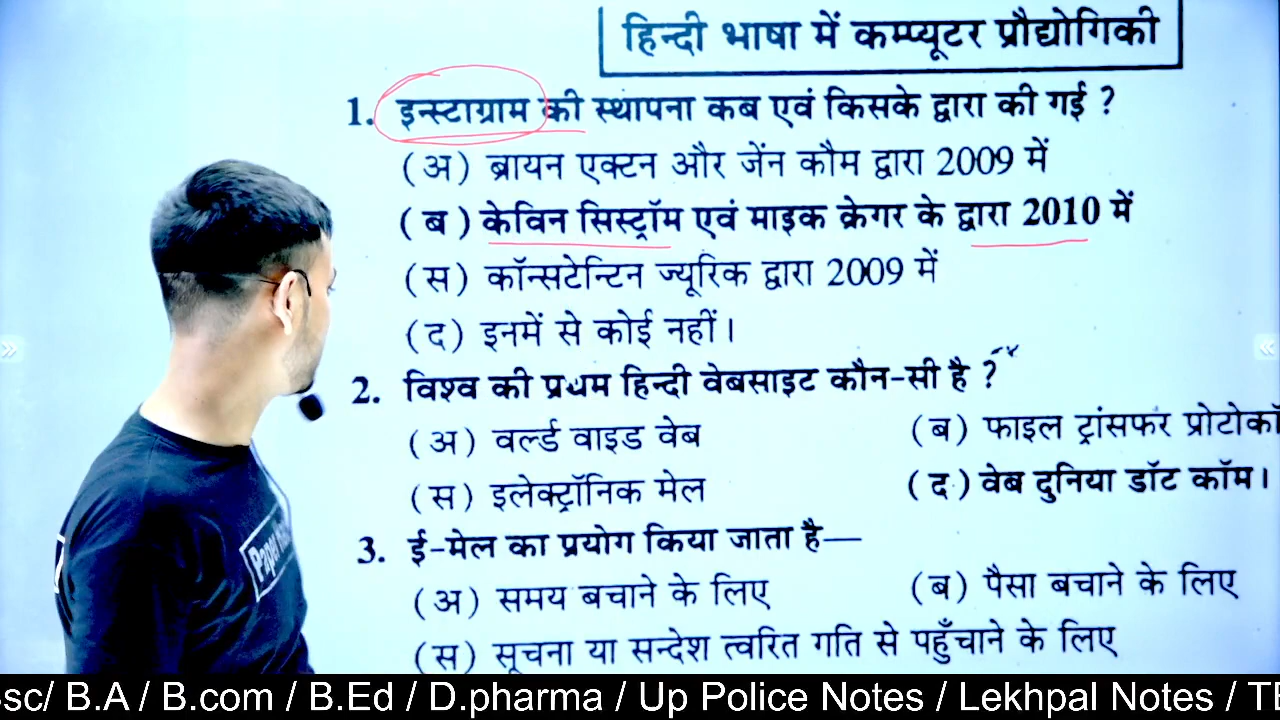 हिन्दी भाषा में कम्प्यूटर प्रौद्योगिकी
1. इन्स्टाग्राम की स्थापना कब एवं किसके द्वारा की गई ?
(अ) ब्रायन एक्टन और जेंन कौम द्वारा 2009 में
(ब) केविन सिस्ट्रॉम एवं माइक क्रेगर के द्वारा 2010 में
(स) कॉन्सटेन्टिन ज्यूरिक द्वारा 2009 में
(द) इनमें से कोई नहीं।
2. विश्व की प्रथम हिन्दी वेबसाइट कौन-सी है ?
(अ) वर्ल्ड वाइड वेब (ब) फाइल ट्रांसफर
(स) इलेक्ट्रॉनिक मेल (द) वेब दुनिया डॉट कॉम।
3. ई-मेल का प्रयोग किया जाता है—
(अ) समय बचाने के लिए (ब) पैसा बचाने के लिए
(स) सूचना या सन्देश त्वरित गति से पहुँचाने के लिए
sc/ B.A / B.com / B.Ed / D.pharma / Up Police Notes / Lekhpal Notes /